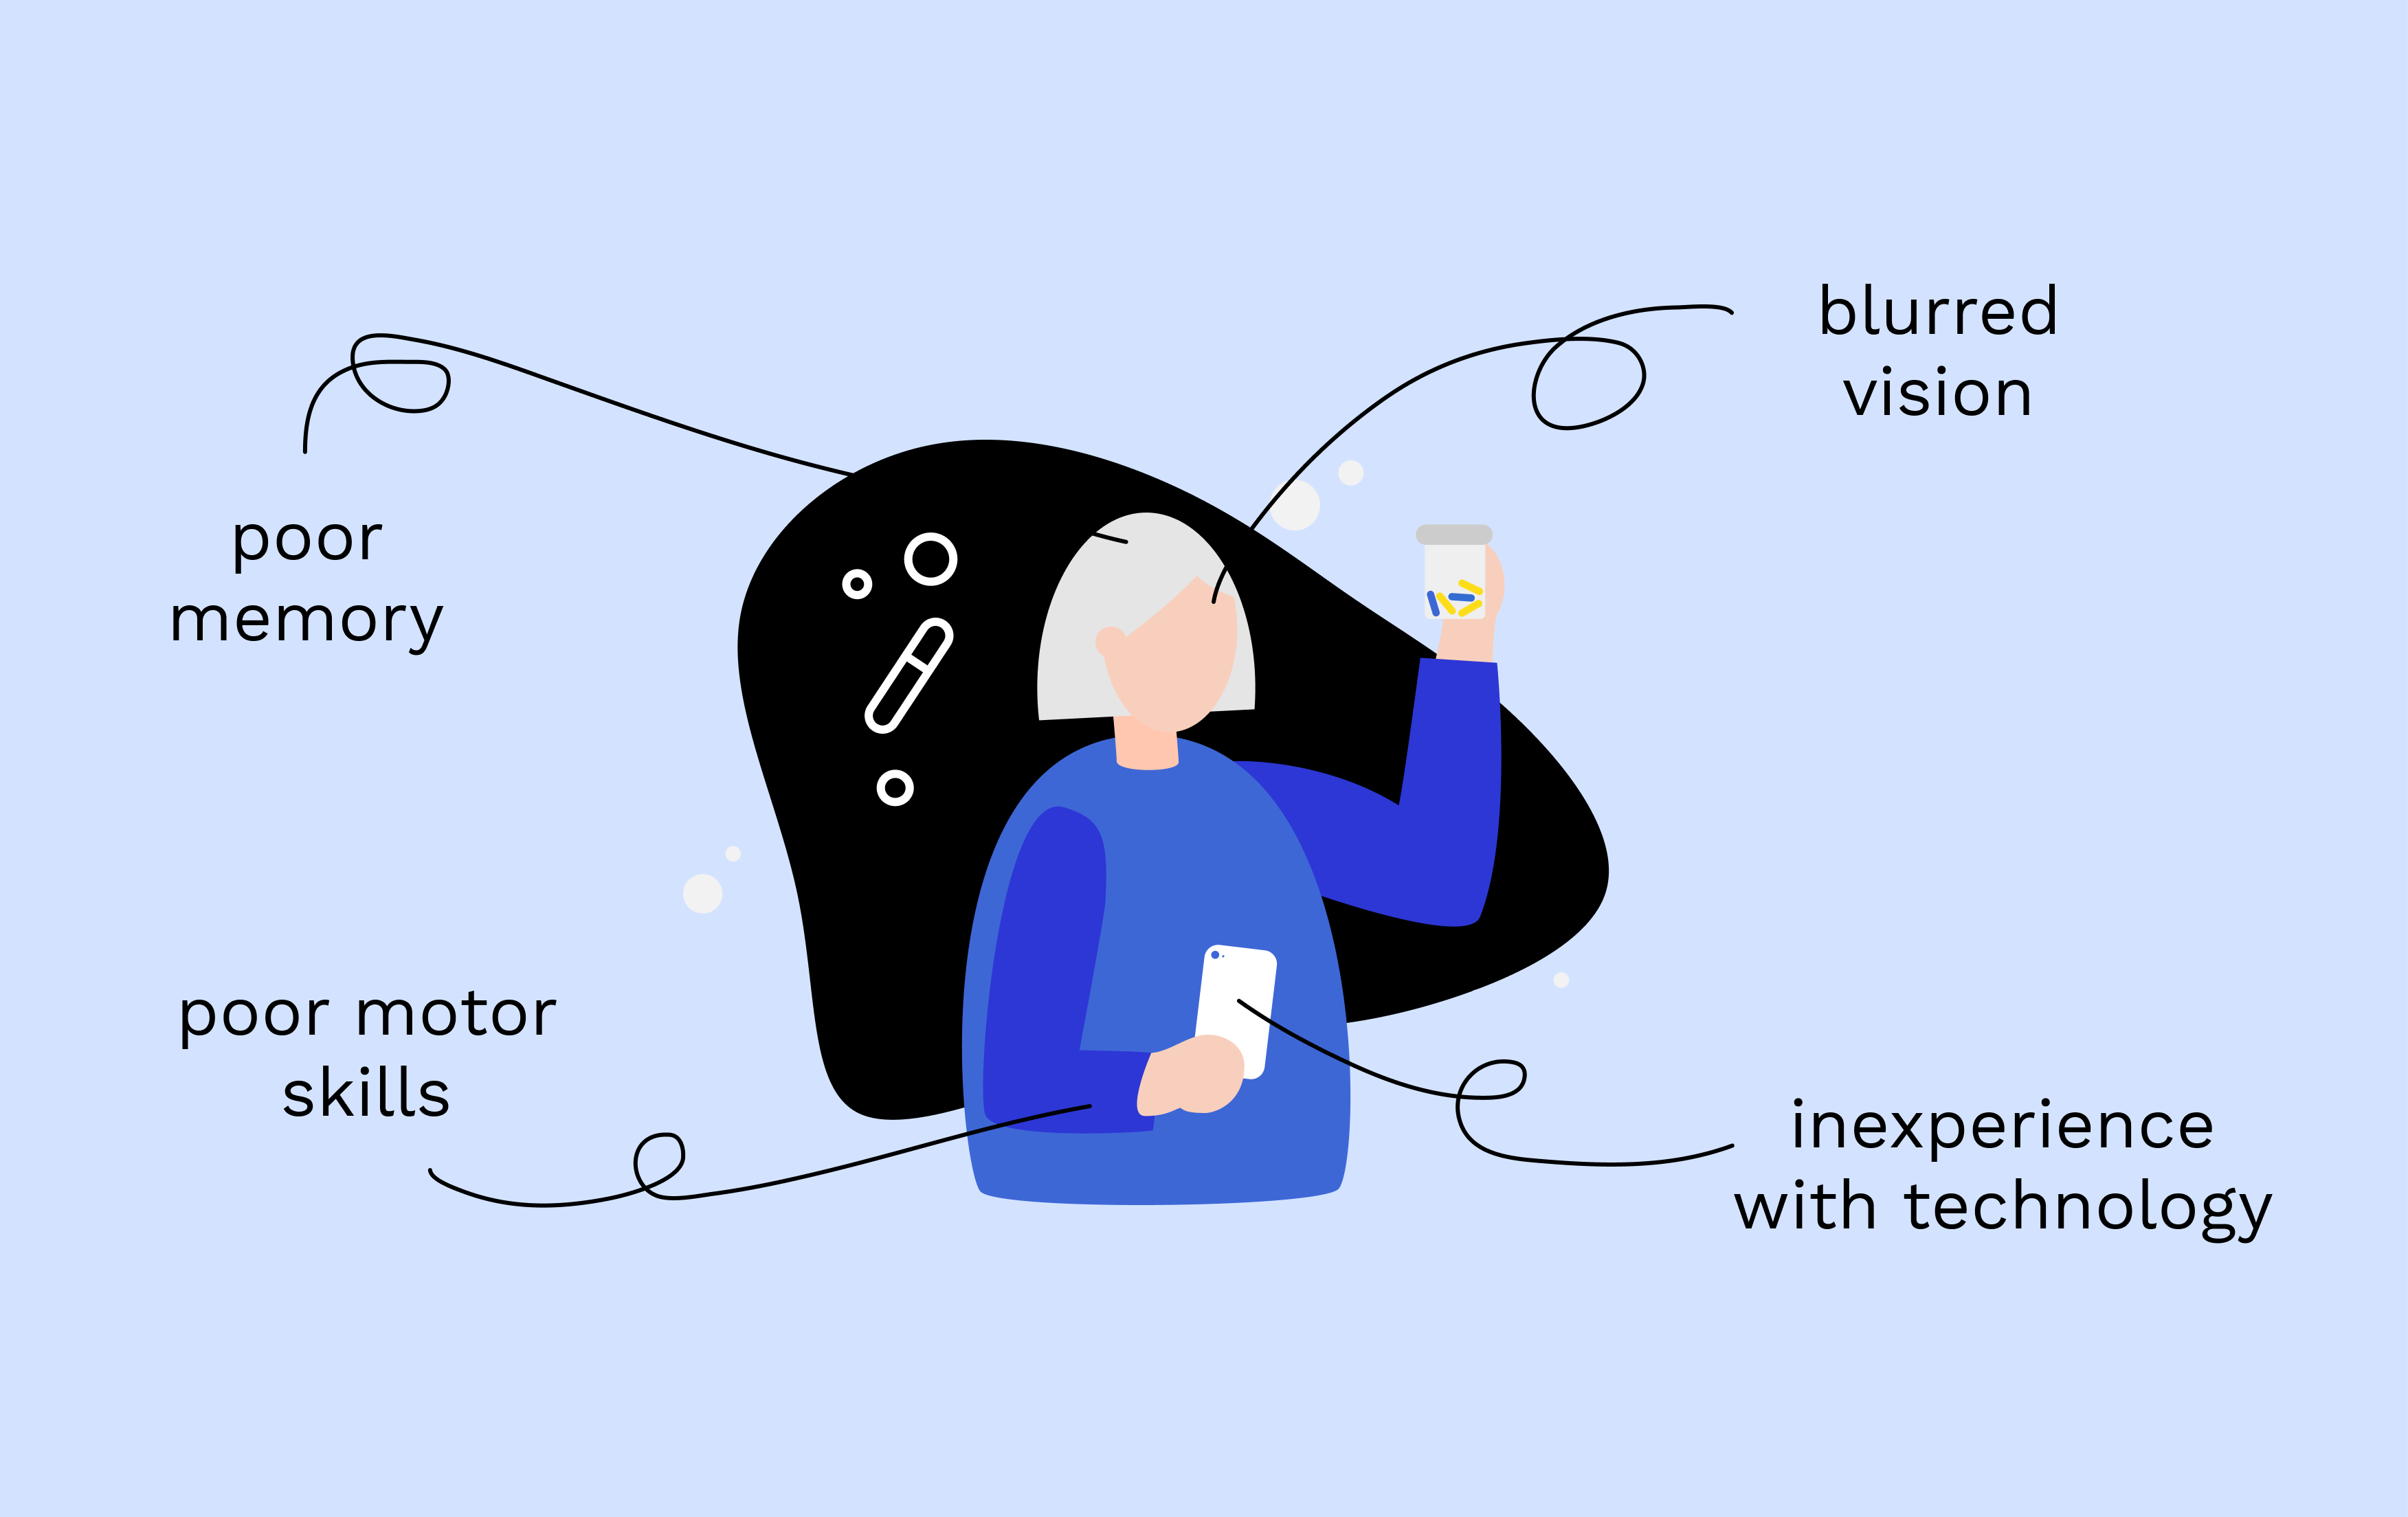 blurred
vision
poor
memory
poor motor
skills
inexperience
with technology